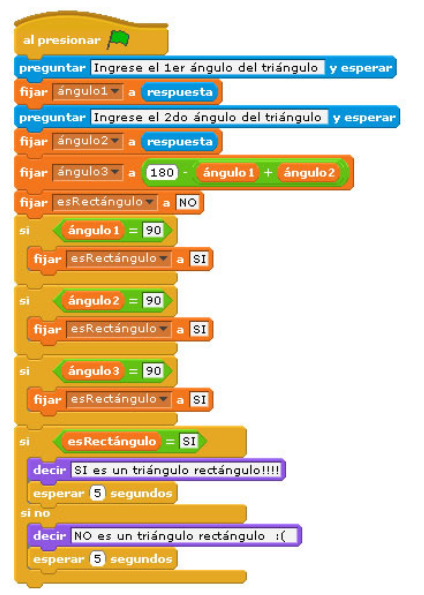 al presionar
preguntar Ingrese el 1er ángulo del triángulo y esperar
fijar ángulo1 a respuesta
preguntar Ingrese el 2do ángulo del triángulo y esperar
fijar ángulo2 a respuesta
fijar ángulo3 a 180 - ángulo1 + ángulo2
fijar esRectángulo a NO
si ángulo1 = 90
fijar esRectángulo a SI
si ángulo2 = 90
fijar esRectángulo a SI
si ángulo3 = 90
fijar esRectángulo a SI
si esRectángulo = SI
decir SI es un triángulo rectángulo!!!!
esperar 5 segundos
si no
decir NO es un triángulo rectángulo :(
esperar 5 segundos